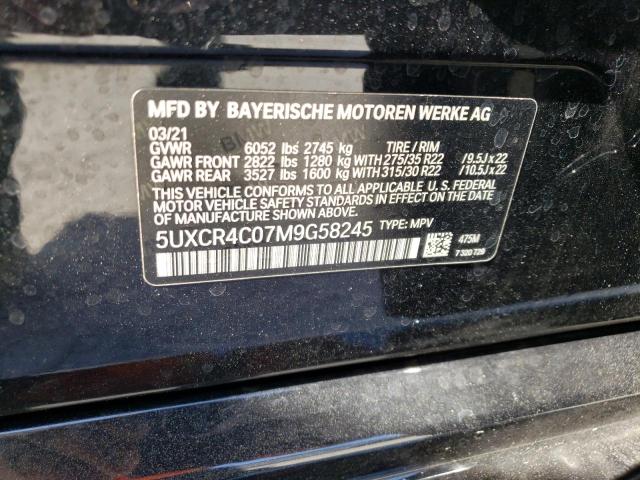 MFD BY BAYERISCHE MOTOREN WERKE AG
03/21
GVWR 6052 lbs 2745 kg TIRE / RIM
GAWR FRONT 2822 lbs 1280 kg WITH 275/35 R22 / 9.5J x 22
GAWR REAR 3527 lbs 1600 kg WITH 315/30 R22 / 10.5J x 22
THIS VEHICLE CONFORMS TO ALL APPLICABLE U. S. FEDERAL
MOTOR VEHICLE SAFETY STANDARDS IN EFFECT ON THE
DATE OF MANUFACTURE SHOWN ABOVE.
5UXCR4C07M9G58245 TYPE: MPV
475M
7320726